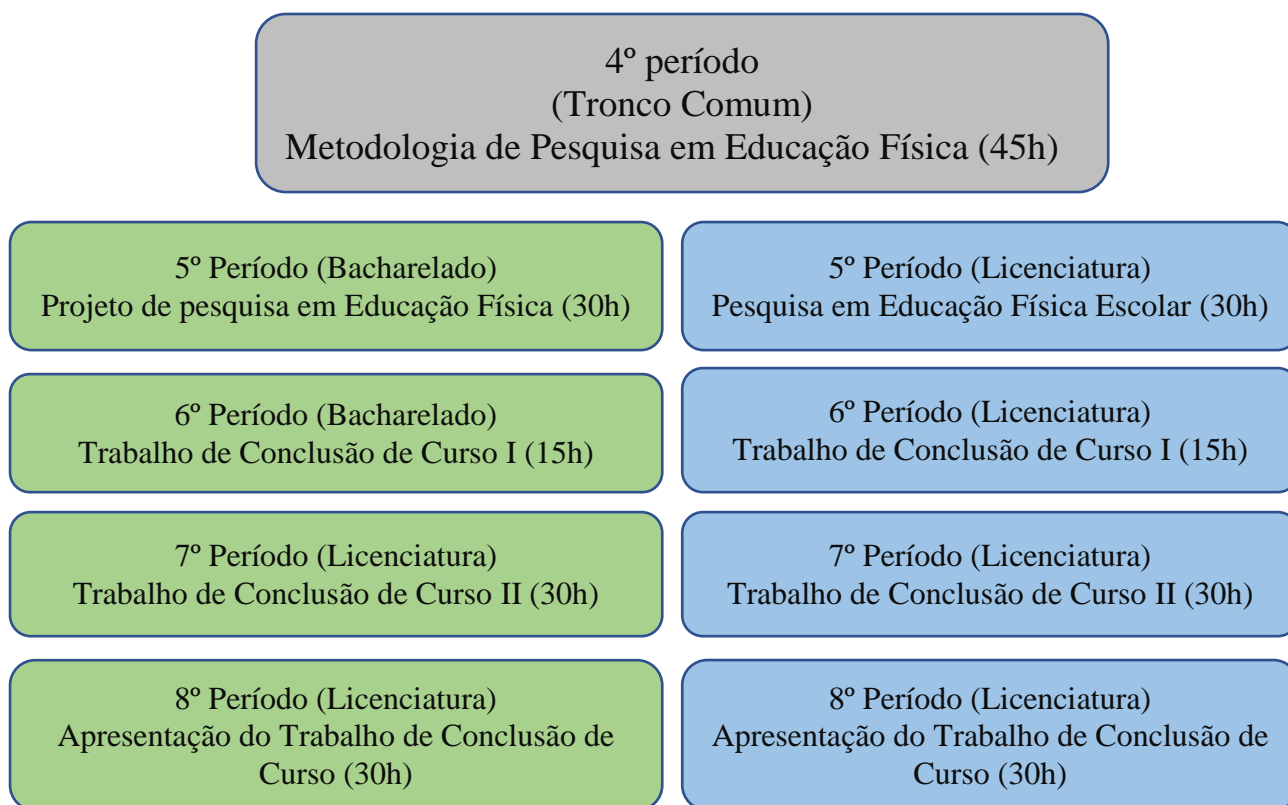 4º período
(Tronco Comum)
Metodologia de Pesquisa em Educação Física (45h)
5º Período (Bacharelado)
Projeto de pesquisa em Educação Física (30h)
5º Período (Licenciatura)
Pesquisa em Educação Física Escolar (30h)
6º Período (Bacharelado)
Trabalho de Conclusão de Curso I (15h)
6º Período (Licenciatura)
Trabalho de Conclusão de Curso I (15h)
7º Período (Licenciatura)
Trabalho de Conclusão de Curso II (30h)
7º Período (Licenciatura)
Trabalho de Conclusão de Curso II (30h)
8º Período (Licenciatura)
Apresentação do Trabalho de Conclusão de
Curso (30h)
8º Período (Licenciatura)
Apresentação do Trabalho de Conclusão de
Curso (30h)